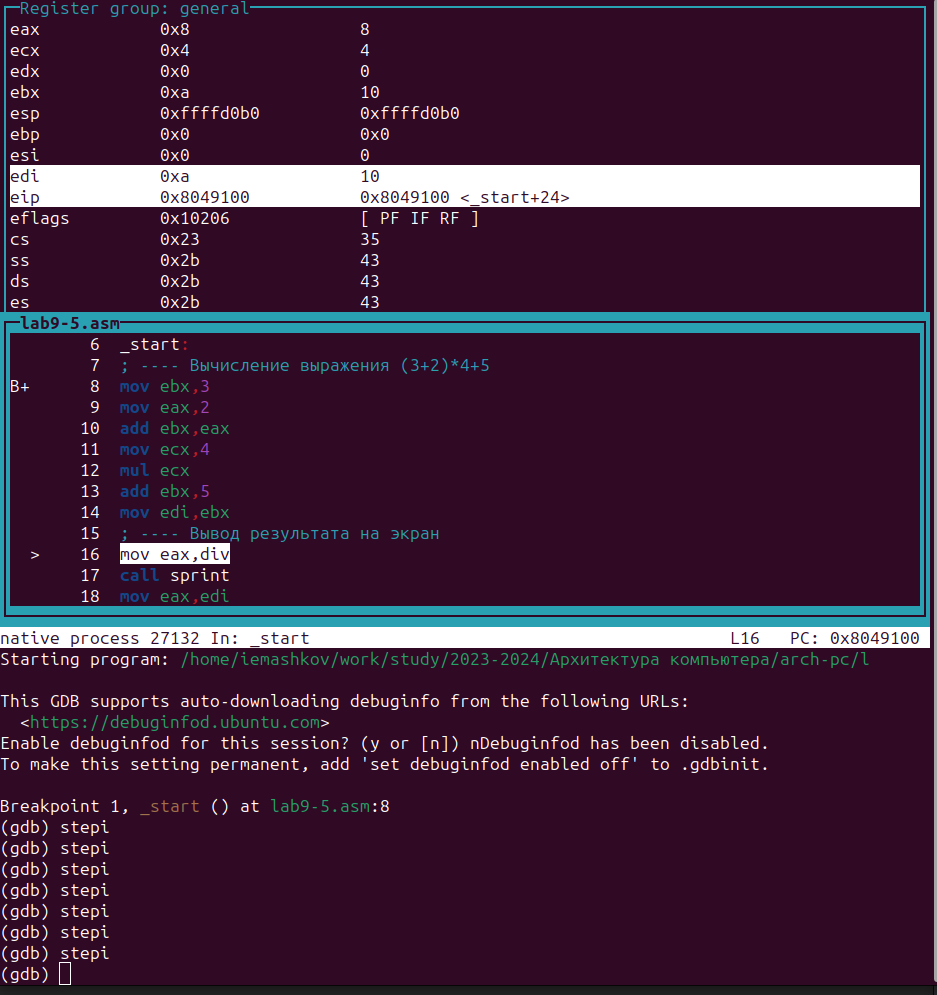 Register group: general
eax 0x8 8
ecx 0x4 4
edx 0x0 0
ebx 0xa 10
esp 0xffffd0b0 0xffffd0b0
ebp 0x0 0x0
esi 0x0 0
edi 0xa 10
eip 0x8049100 0x8049100 <_start+24>
eflags 0x10206 [ PF IF RF ]
cs 0x23 35
ss 0x2b 43
ds 0x2b 43
es 0x2b 43
lab9-5.asm
6 _start:
7 ; ---- Вычисление выражения (3+2)*4+5
B+ 8 mov ebx,3
9 mov eax,2
10 add ebx,eax
11 mov ecx,4
12 mul ecx
13 add ebx,5
14 mov edi,ebx
15 ; ---- Вывод результата на экран
> 16 mov eax,div
17 call sprint
18 mov eax,edi
native process 27132 In: _start L16 PC: 0x8049100
Starting program: /home/iemashkov/work/study/2023-2024/Архитектура компьютера/arch-pc/l
This GDB supports auto-downloading debuginfo from the following URLs:
<https://debuginfod.ubuntu.com>
Enable debuginfod for this session? (y or [n]) nDebuginfod has been disabled.
To make this setting permanent, add 'set debuginfod enabled off' to .gdbinit.
Breakpoint 1, _start () at lab9-5.asm:8
(gdb) stepi
(gdb) stepi
(gdb) stepi
(gdb) stepi
(gdb) stepi
(gdb) stepi
(gdb) stepi
(gdb)